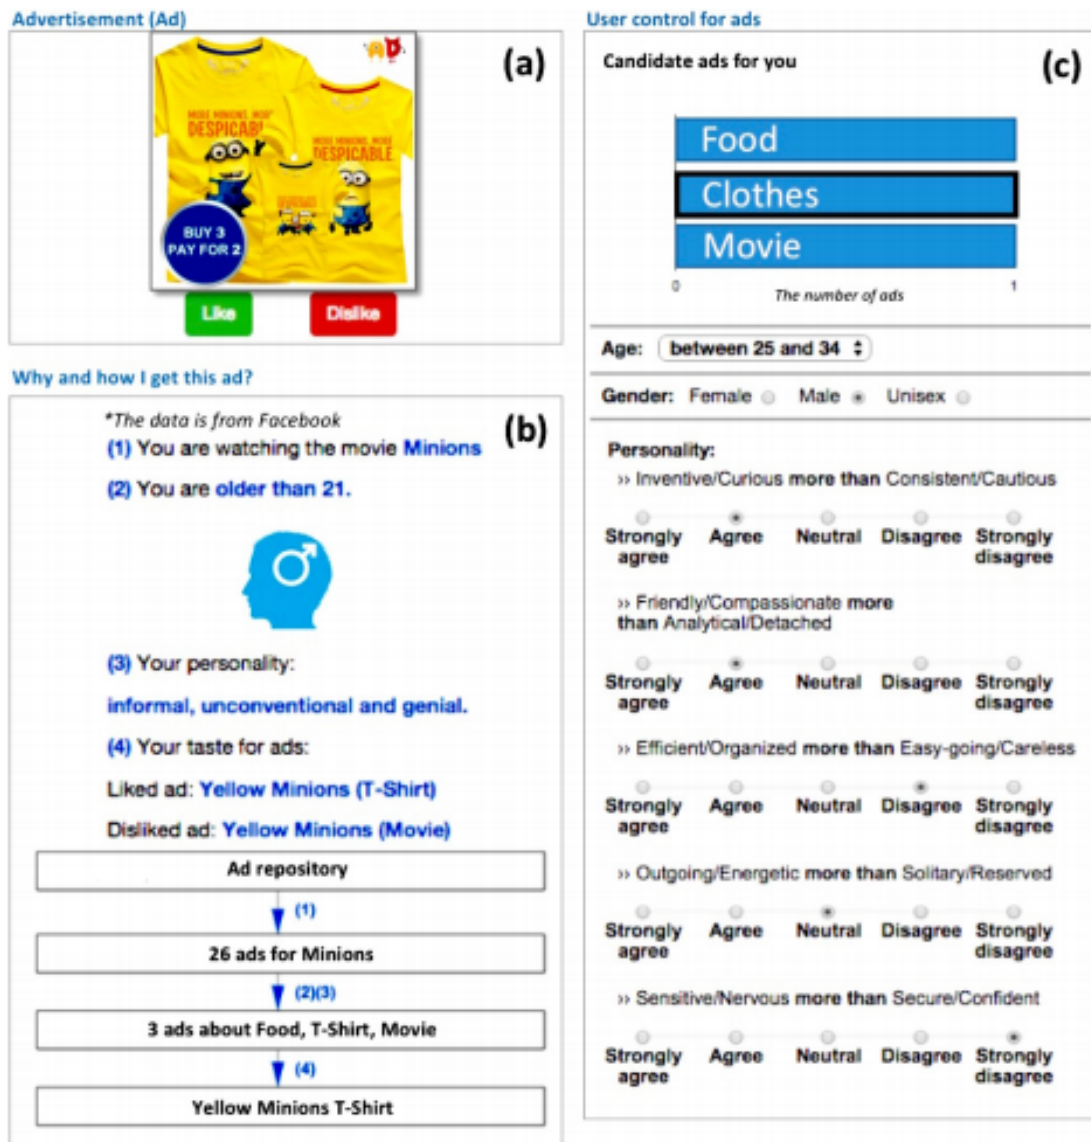 Advertisement (Ad)
(a)
MORE MINIONS, MOR
DESPICABL
MORE MINIONS, MORE
DESPICABLE
BUY 3
PAY FOR 2
Like
Dislike
Why and how I get this ad?
(b)
*The data is from Facebook
(1) You are watching the movie Minions
(2) You are older than 21.
(3) Your personality:
informal, unconventional and genial.
(4) Your taste for ads:
Liked ad: Yellow Minions (T-Shirt)
Disliked ad: Yellow Minions (Movie)
Ad repository
(1)
26 ads for Minions
(2)(3)
3 ads about Food, T-Shirt, Movie
(4)
Yellow Minions T-Shirt
User control for ads
Candidate ads for you
(c)
Food
Clothes
Movie
0 1
The number of ads
Age: between 25 and 34
Gender: Female Male Unisex
Personality:
›› Inventive/Curious more than Consistent/Cautious
Strongly agree Agree Neutral Disagree Strongly disagree
›› Friendly/Compassionate more
than Analytical/Detached
Strongly agree Agree Neutral Disagree Strongly disagree
›› Efficient/Organized more than Easy-going/Careless
Strongly agree Agree Neutral Disagree Strongly disagree
›› Outgoing/Energetic more than Solitary/Reserved
Strongly agree Agree Neutral Disagree Strongly disagree
›› Sensitive/Nervous more than Secure/Confident
Strongly agree Agree Neutral Disagree Strongly disagree